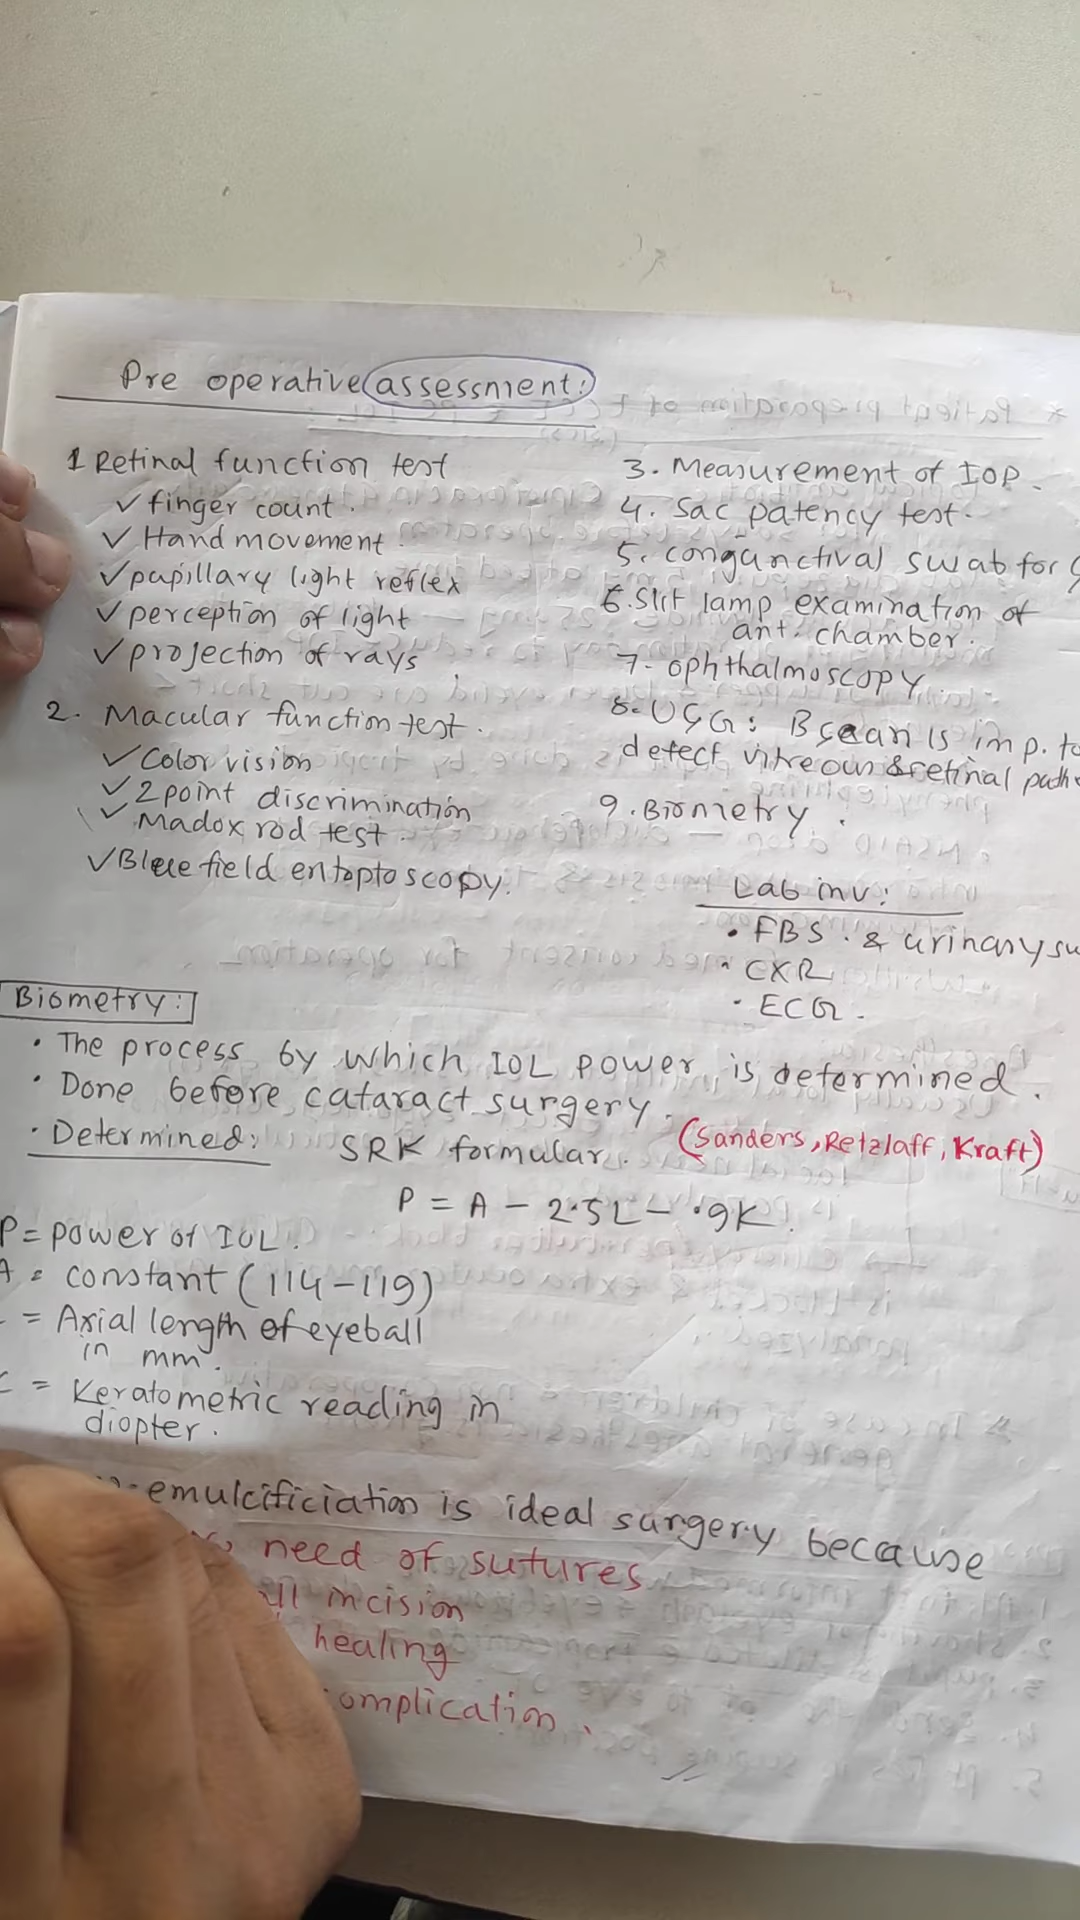 Pre operative assessment:
1 Retinal function test
✓ finger count.
✓ Hand movement.
✓ pupillary light reflex
✓ perception of light
✓ projection of rays
2. Macular function test.
✓ Color vision
✓ 2 point discrimination
✓ Madox rod test.
✓ Blue field entopto scopy.
3. Measurement of IOP.
4. Sac patency test.
5. congunctival swab for
6. Slit lamp examination of
ant. chamber.
7- ophthalmoscopy.
8. USG: B scan is imp. to
detect vitreous & retinal path
9. Biometry.
Lab inv:
• FBS. & urinary su
• CXR
• ECG.
Biometry:
• The process by which IOL power is determined.
• Done before cataract surgery.
• Determined: SRK formular. (Sanders, Retzlaff, Kraft)
P = A - 2.5L - .9K.
P = power of IOL.
A = constant (114-119)
= Axial length of eyeball
in mm.
= Keratometric reading in
diopter.
emulcificiation is ideal surgery because
need of sutures
all incision
healing
omplication.